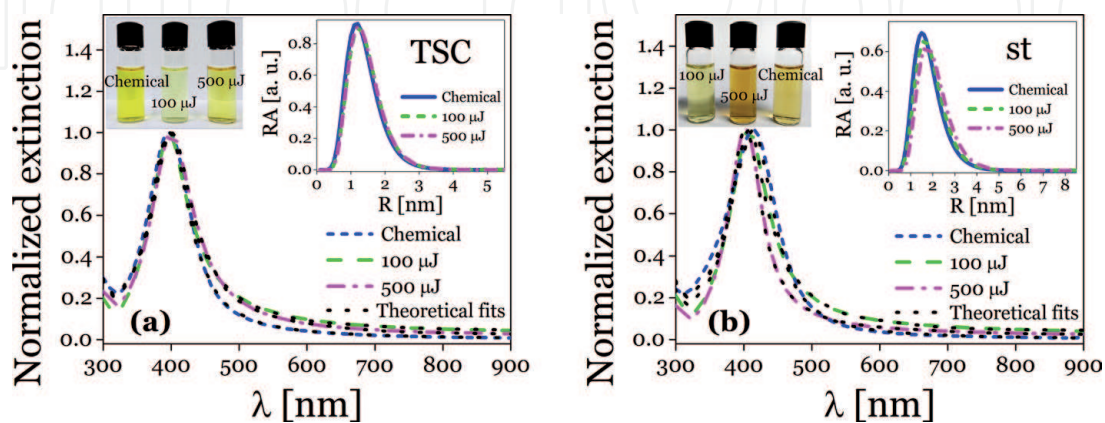 Normalized extinction
1.4
1.2
1.0
0.8
0.6
0.4
0.2
0.0
Chemical
100 μJ
500 μJ
RA [a. u.]
0.8
0.6
0.4
0.2
0.0
TSC
Chemical
100 μJ
500 μJ
0 1 2 3 4 5
R [nm]
Chemical
100 μJ
500 μJ
Theoretical fits
(a)
300 400 500 600 700 800 900
λ [nm]
Normalized extinction
1.4
1.2
1.0
0.8
0.6
0.4
0.2
0.0
100 μJ
500 μJ
Chemical
RA [a. u.]
0.6
0.4
0.2
0.0
st
Chemical
100 μJ
500 μJ
0 1 2 3 4 5 6 7 8
R [nm]
Chemical
100 μJ
500 μJ
Theoretical fits
(b)
300 400 500 600 700 800 900
λ [nm]